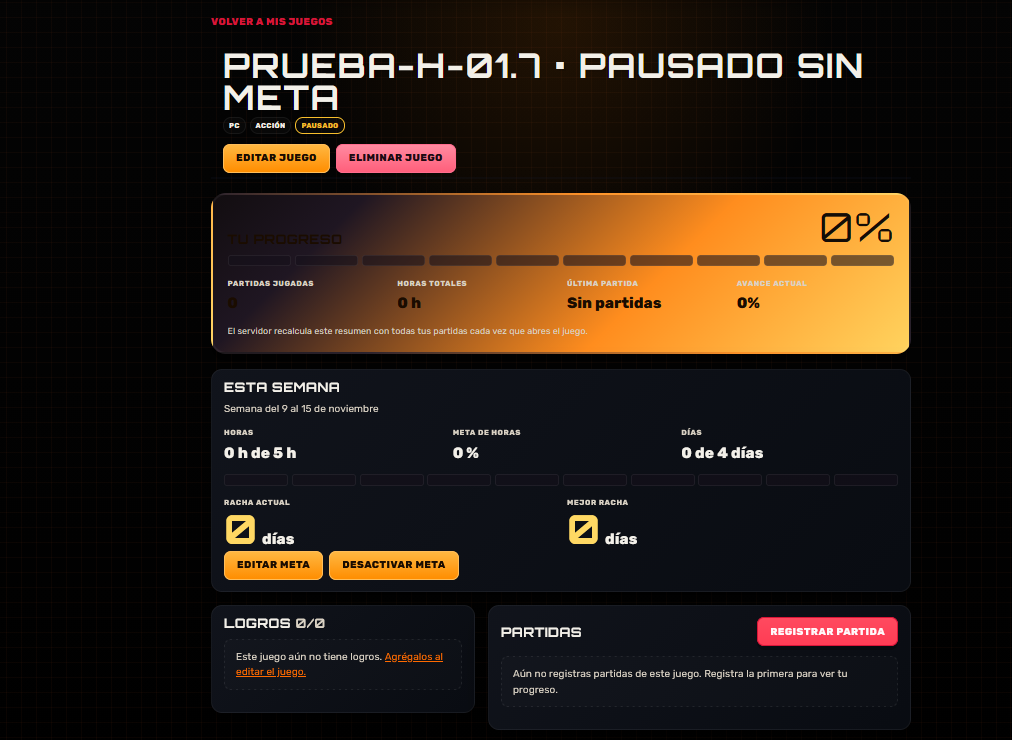 VOLVER A MIS JUEGOS
PRUEBA-H-01.7 · PAUSADO SIN
META
PC ACCIÓN PAUSADO
EDITAR JUEGO ELIMINAR JUEGO
TU PROGRESO 0%
PARTIDAS JUGADAS HORAS TOTALES ÚLTIMA PARTIDA AVANCE ACTUAL
0 0 h Sin partidas 0%
El servidor recalcula este resumen con todas tus partidas cada vez que abres el juego.
ESTA SEMANA
Semana del 9 al 15 de noviembre
HORAS META DE HORAS DÍAS
0 h de 5 h 0 % 0 de 4 días
RACHA ACTUAL MEJOR RACHA
0 días 0 días
EDITAR META DESACTIVAR META
LOGROS 0/0
Este juego aún no tiene logros. Agrégalos al
editar el juego.
PARTIDAS REGISTRAR PARTIDA
Aún no registras partidas de este juego. Registra la primera para ver tu
progreso.